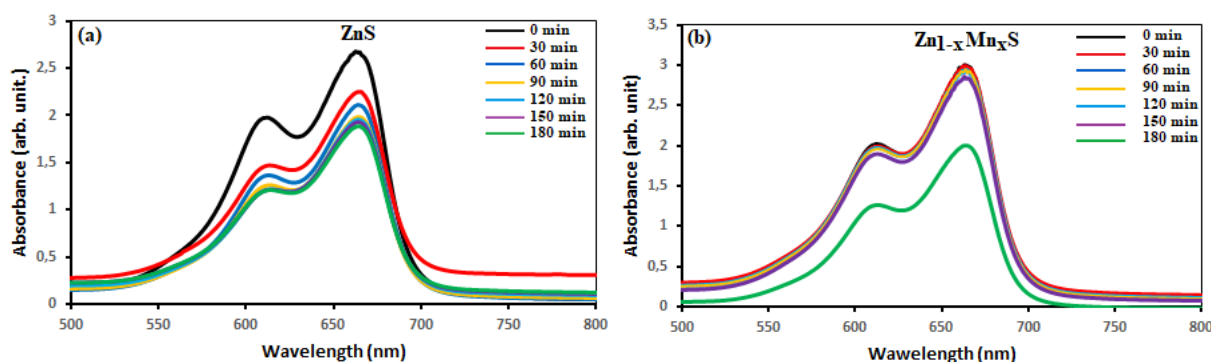 (a)
ZnS
0 min
30 min
60 min
90 min
120 min
150 min
180 min
Absorbance (arb. unit.)
3
2,5
2
1,5
1
0,5
0
500
550
600
650
700
750
800
Wavelength (nm)
(b)
Zn1-xMnxS
0 min
30 min
60 min
90 min
120 min
150 min
180 min
Absorbance (arb. unit)
3,5
3
2,5
2
1,5
1
0,5
0
500
550
600
650
700
750
800
Wavelength (nm)